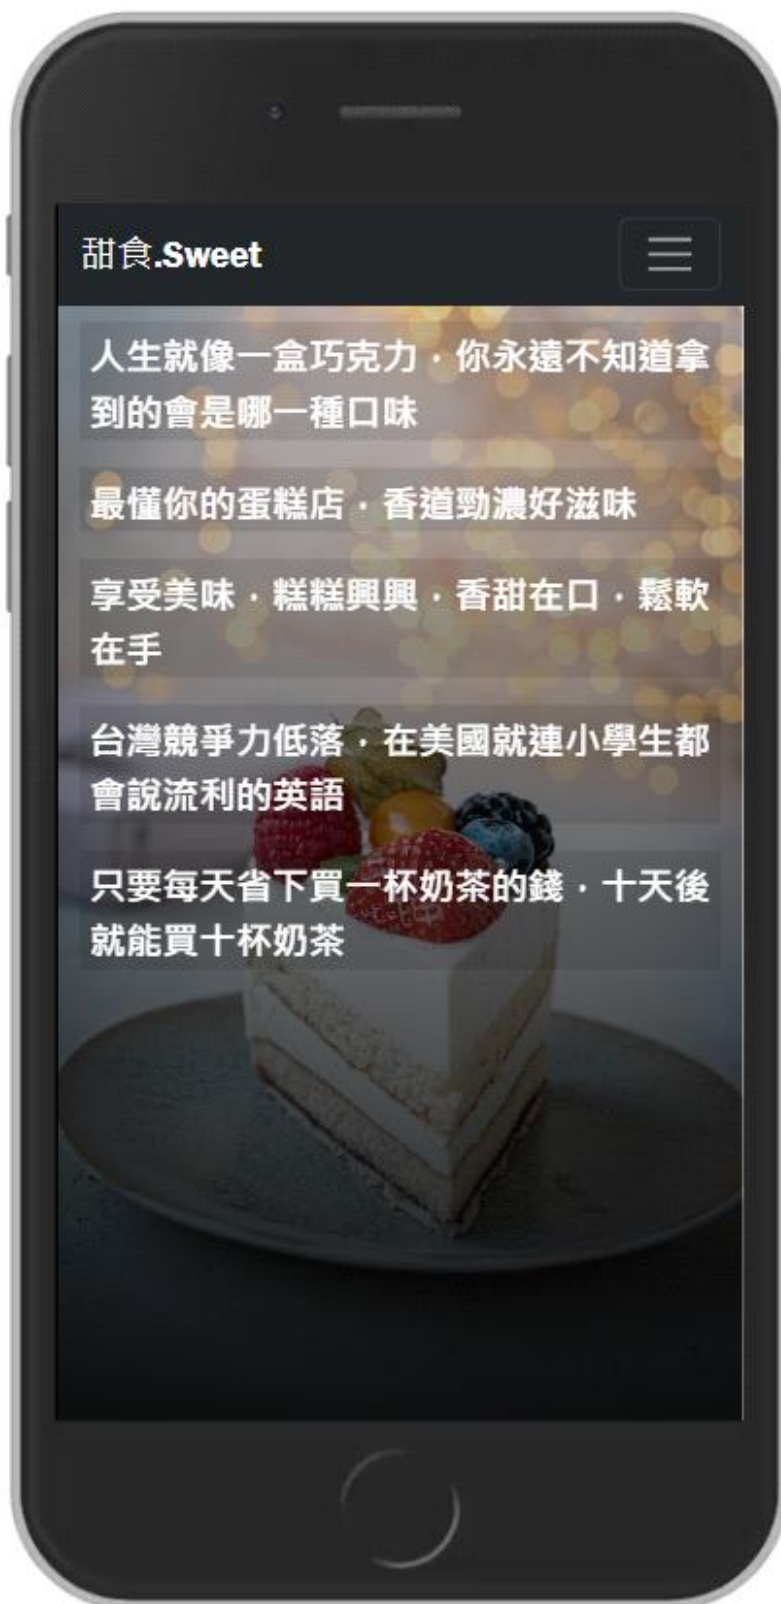 甜食.Sweet
人生就像一盒巧克力，你永遠不知道拿
到的會是哪一種口味
最懂你的蛋糕店，香道勁濃好滋味
享受美味，糕糕興興，香甜在口，鬆軟
在手
台灣競爭力低落，在美國就連小學生都
會說流利的英語
只要每天省下買一杯奶茶的錢，十天後
就能買十杯奶茶